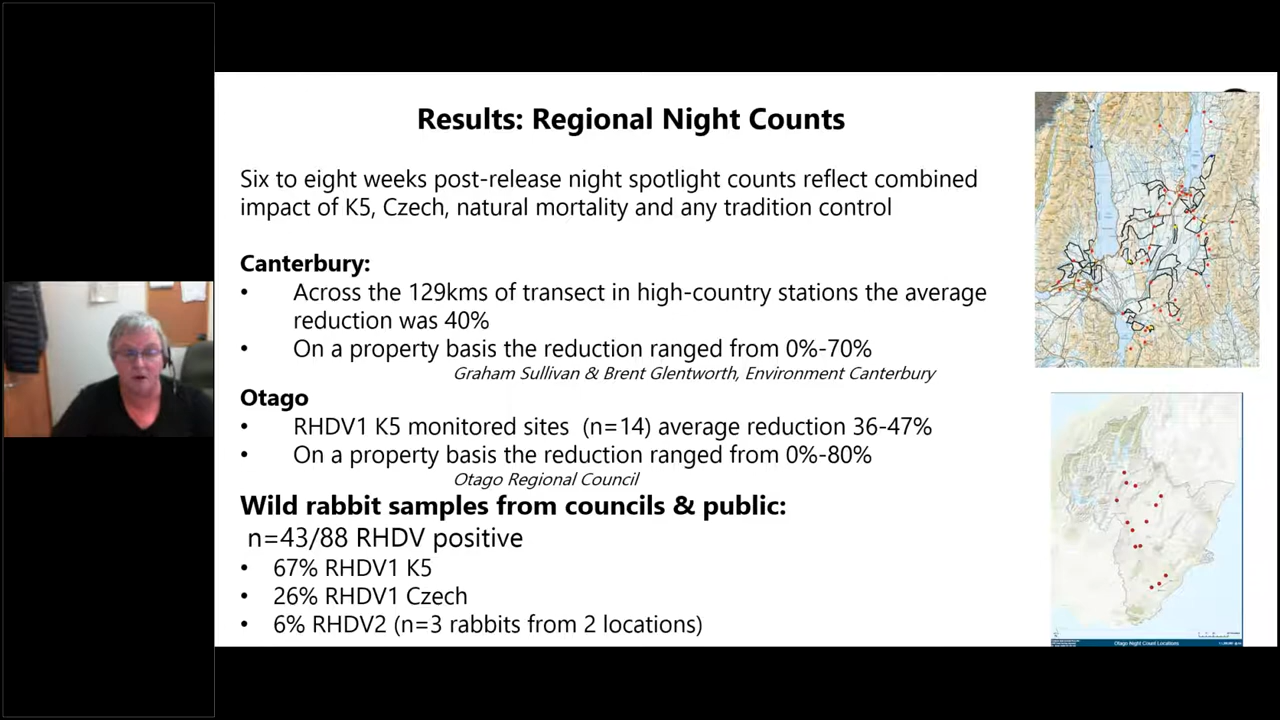 Results: Regional Night Counts
Six to eight weeks post-release night spotlight counts reflect combined
impact of K5, Czech, natural mortality and any tradition control
Canterbury:
• Across the 129kms of transect in high-country stations the average
reduction was 40%
• On a property basis the reduction ranged from 0%-70%
Graham Sullivan & Brent Glentworth, Environment Canterbury
Otago
• RHDV1 K5 monitored sites (n=14) average reduction 36-47%
• On a property basis the reduction ranged from 0%-80%
Otago Regional Council
Wild rabbit samples from councils & public:
n=43/88 RHDV positive
• 67% RHDV1 K5
• 26% RHDV1 Czech
• 6% RHDV2 (n=3 rabbits from 2 locations)
Otago Night Count Locations